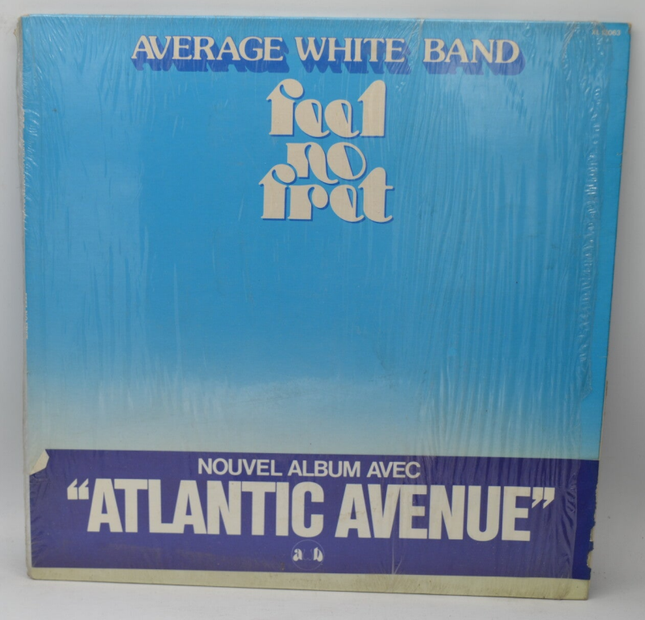 AVERAGE WHITE BAND
feel
no
fret
NOUVEL ALBUM AVEC
“ATLANTIC AVENUE”